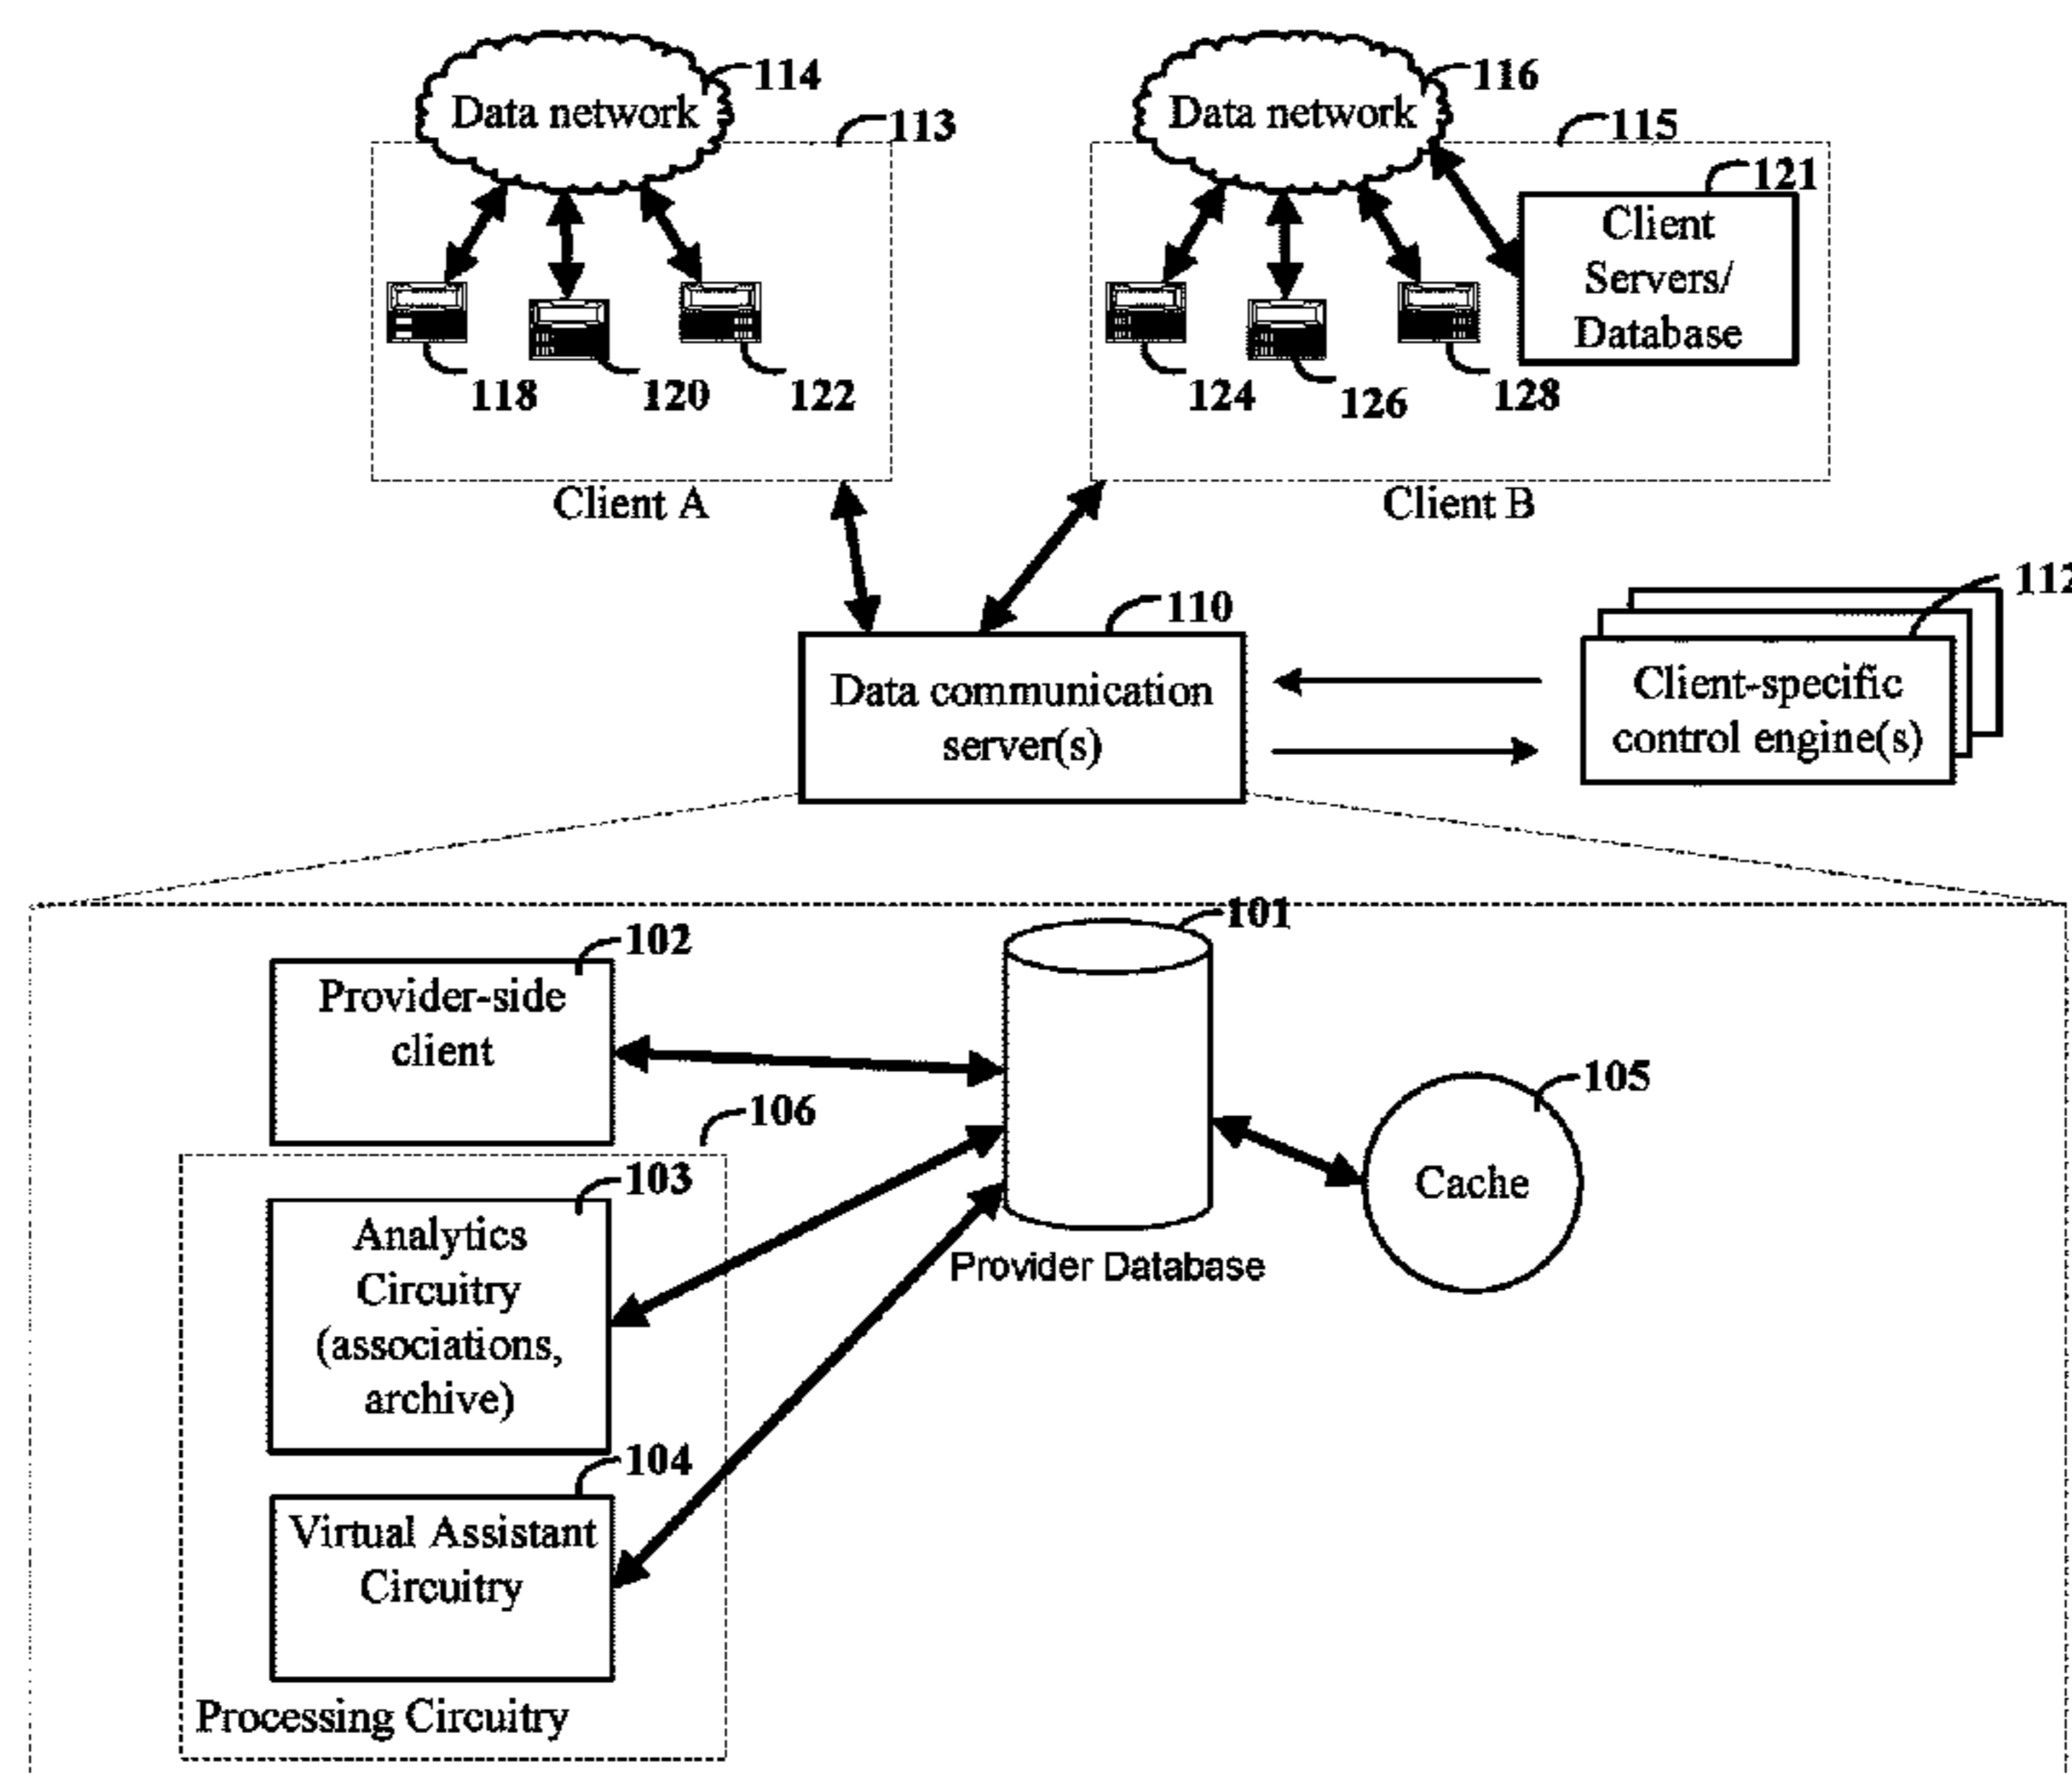 114
Data network
113
116
Data network
115
121
Client
Servers/
Database
118
120
122
124
126
128
Client A
Client B
110
Data communication
server(s)
112
Client-specific
control engine(s)
101
102
Provider-side
client
106
105
Cache
103
Analytics
Circuitry
(associations,
archive)
Provider Database
104
Virtual Assistant
Circuitry
Processing Circuitry